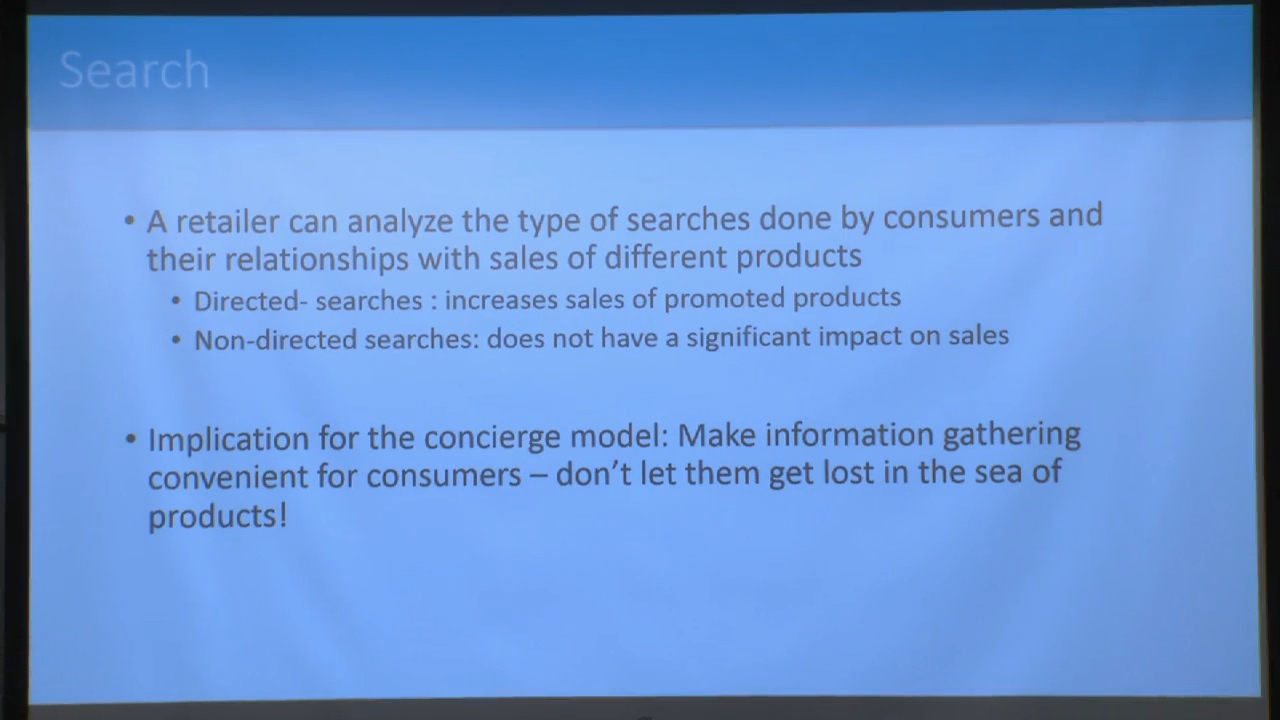 Search
• A retailer can analyze the type of searches done by consumers and
their relationships with sales of different products
• Directed- searches : increases sales of promoted products
• Non-directed searches: does not have a significant impact on sales
• Implication for the concierge model: Make information gathering
convenient for consumers – don't let them get lost in the sea of
products!